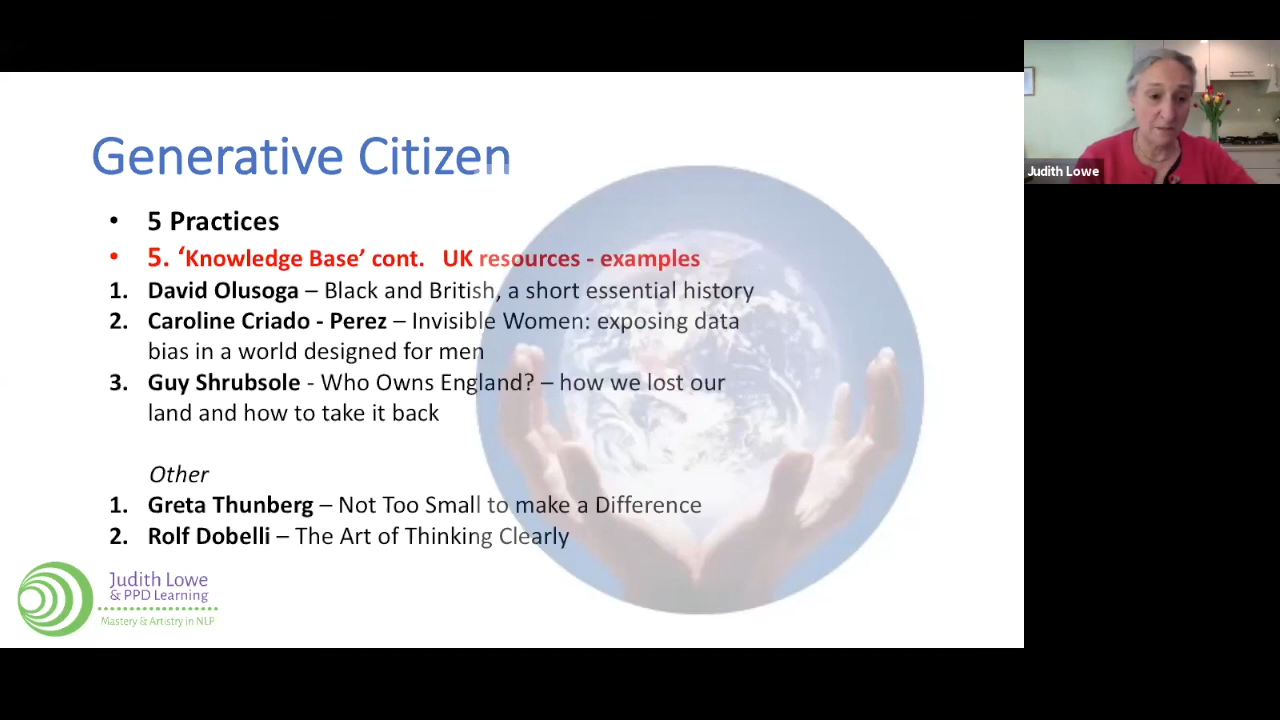 Generative Citizen
• 5 Practices
• 5. ‘Knowledge Base’ cont. UK resources - examples
1. David Olusoga – Black and British, a short essential history
2. Caroline Criado - Perez – Invisible Women: exposing data
bias in a world designed for men
3. Guy Shrubsole - Who Owns England? – how we lost our
land and how to take it back
Other
1. Greta Thunberg – Not Too Small to make a Difference
2. Rolf Dobelli – The Art of Thinking Clearly
Judith Lowe
& PPD Learning
Mastery & Artistry in NLP
Judith Lowe